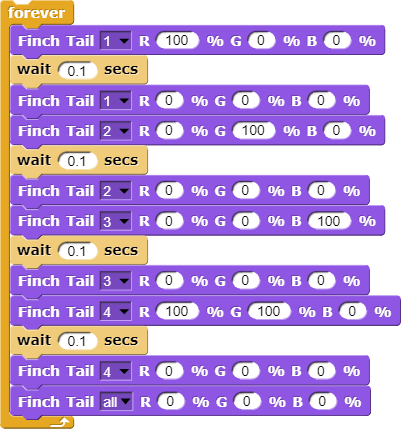 forever
Finch Tail 1 R 100 % G 0 % B 0 %
wait 0.1 secs
Finch Tail 1 R 0 % G 0 % B 0 %
Finch Tail 2 R 0 % G 100 % B 0 %
wait 0.1 secs
Finch Tail 2 R 0 % G 0 % B 0 %
Finch Tail 3 R 0 % G 0 % B 100 %
wait 0.1 secs
Finch Tail 3 R 0 % G 0 % B 0 %
Finch Tail 4 R 100 % G 100 % B 0 %
wait 0.1 secs
Finch Tail 4 R 0 % G 0 % B 0 %
Finch Tail all R 0 % G 0 % B 0 %